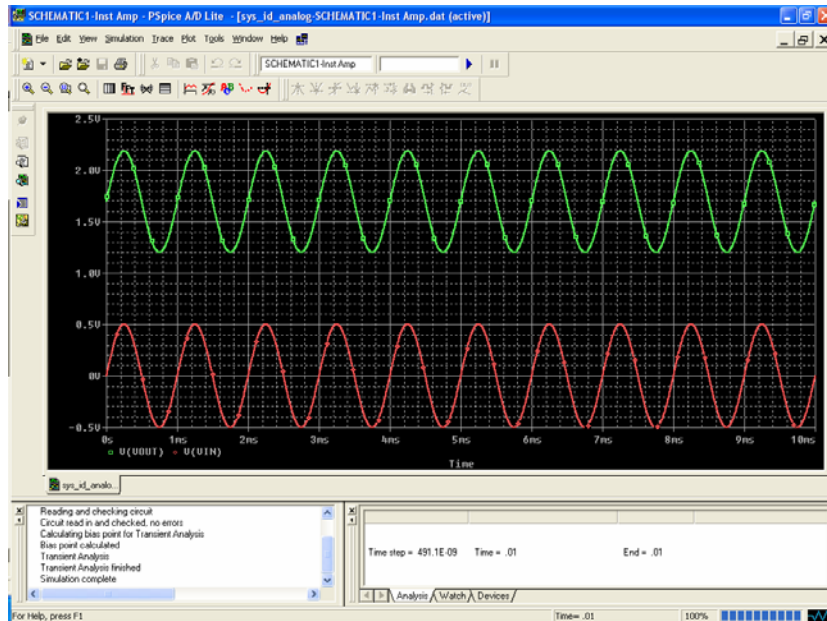 SCHEMATIC1-Inst Amp - PSpice A/D Lite - [sys_id_analog-SCHEMATIC1-Inst Amp.dat (active)]
File Edit View Simulation Trace Plot Tools Window Help
SCHEMATIC1-Inst Amp
2.5V
2.0V
1.5V
1.0V
0.5V
0V
-0.5V
0s 1ms 2ms 3ms 4ms 5ms 6ms 7ms 8ms 9ms 10ms
V(VOUT) V(VIN)
Time
sys_id_analo...
Reading and checking circuit
Circuit read in and checked, no errors
Calculating bias point for Transient Analysis
Bias point calculated
Transient Analysis
Transient Analysis finished
Simulation complete
Time step = 491.1E-09 Time = .01 End = .01
Analysis Watch Devices
For Help, press F1 Time= .01 100%